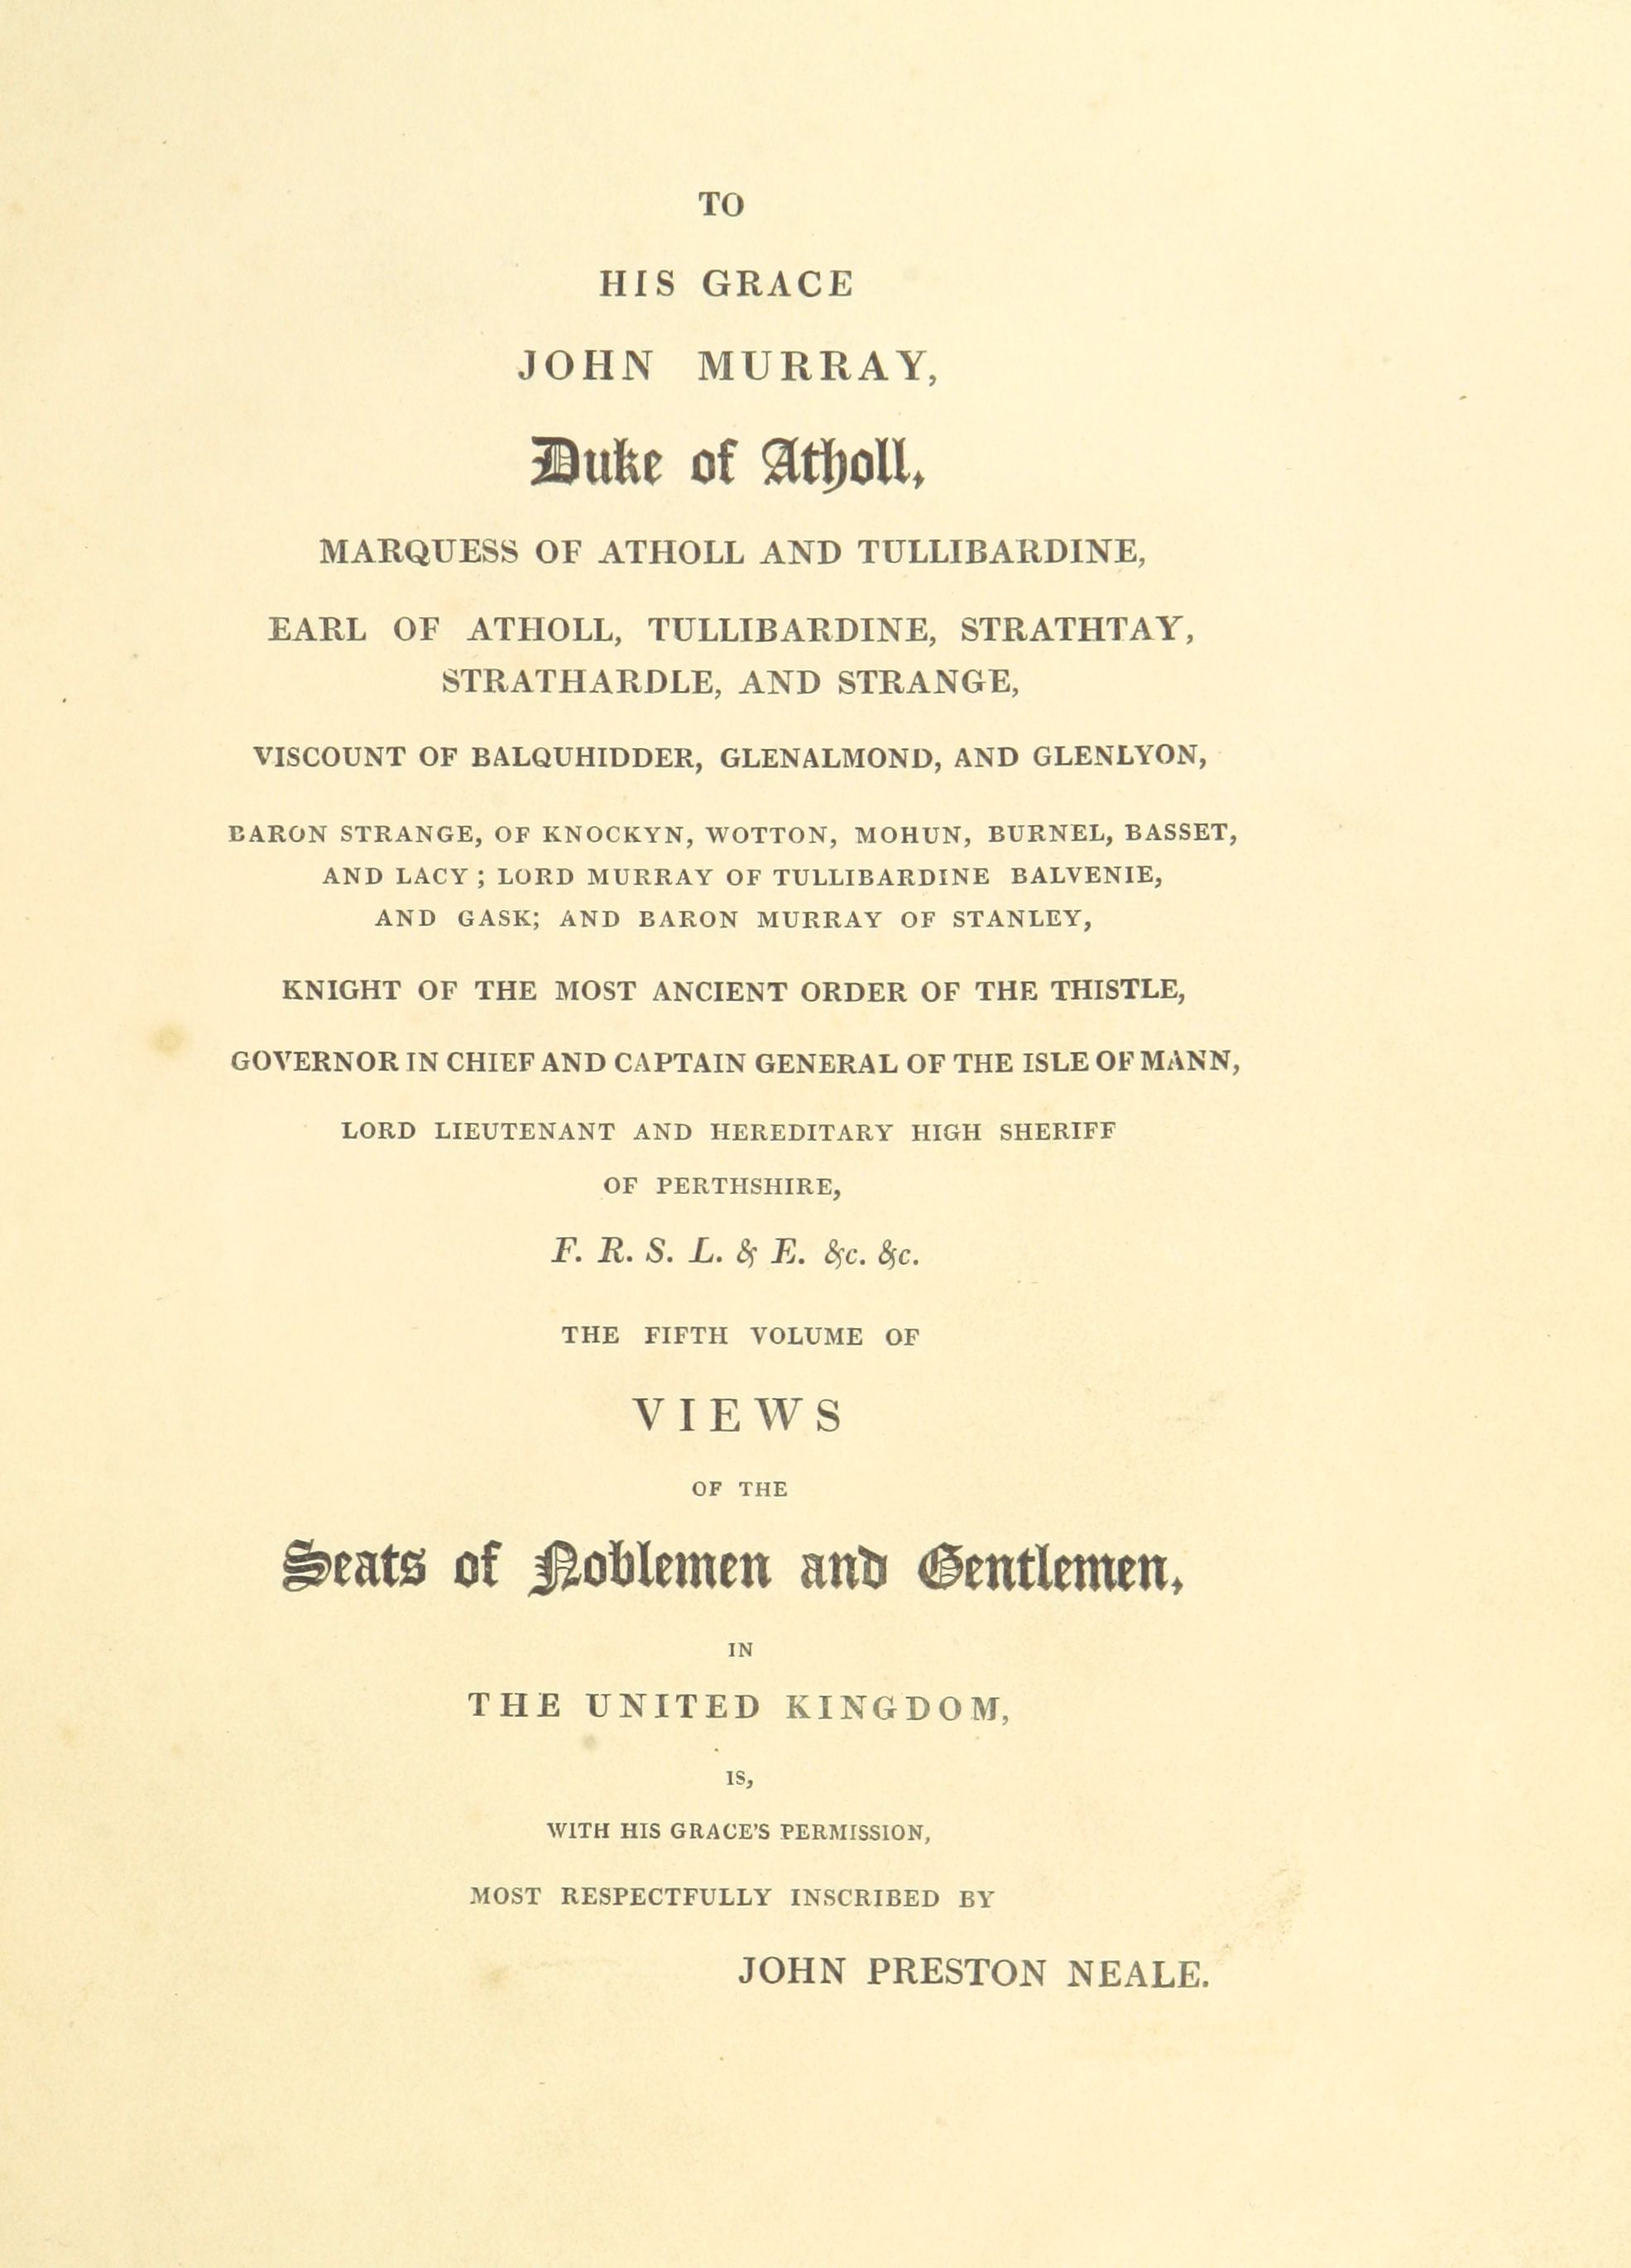 TO
HIS GRACE
JOHN MURRAY,
Duke of Atholl,
MARQUESS OF ATHOLL AND TULLIBARDINE,
EARL OF ATHOLL, TULLIBARDINE, STRATHTAY,
STRATHARDLE, AND STRANGE,
VISCOUNT OF BALQUHIDDER, GLENALMOND, AND GLENLYON,
BARON STRANGE, OF KNOCKYN, WOTTON, MOHUN, BURNEL, BASSET,
AND LACY; LORD MURRAY OF TULLIBARDINE BALVENIE,
AND GASK; AND BARON MURRAY OF STANLEY,
KNIGHT OF THE MOST ANCIENT ORDER OF THE THISTLE,
GOVERNOR IN CHIEF AND CAPTAIN GENERAL OF THE ISLE OF MANN,
LORD LIEUTENANT AND HEREDITARY HIGH SHERIFF
OF PERTHSHIRE,
F. R. S. L. & E. &c. &c.
THE FIFTH VOLUME OF
VIEWS
OF THE
Seats of Noblemen and Gentlemen,
IN
THE UNITED KINGDOM,
IS,
WITH HIS GRACE'S PERMISSION,
MOST RESPECTFULLY INSCRIBED BY
JOHN PRESTON NEALE.